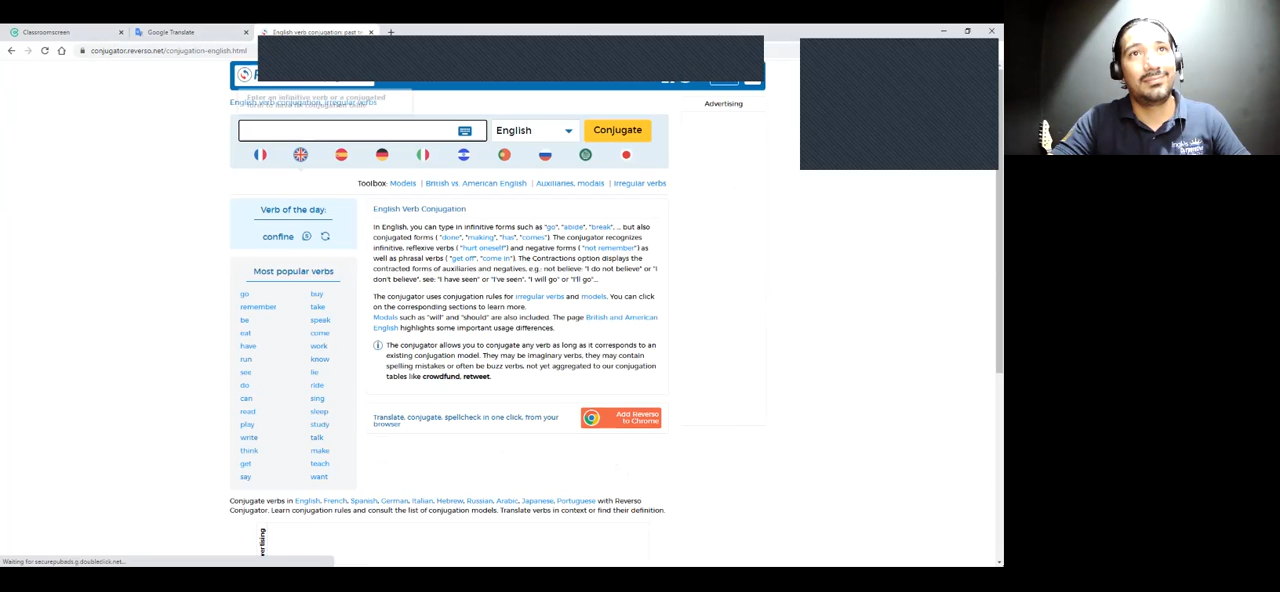 Classroomscreen
Google Translate
English verb conjugation: past t
conjugator.reverso.net/conjugation-english.html
Enter an infinitive verb or a conjugated
English verb conjugation, irregular verbs
Advertising
English
Conjugate
Toolbox: Models | British vs. American English | Auxiliaries, modals | Irregular verbs
Verb of the day:
confine
Most popular verbs
go buy
remember take
be speak
eat come
have work
run know
see lie
do ride
can sing
read sleep
play study
write talk
think make
get teach
say want
English Verb Conjugation
In English, you can type in infinitive forms such as "go", "abide", "break", ... but also
conjugated forms ( "done", "making", "has", "comes"). The conjugator recognizes
infinitive, reflexive verbs ( "hurt oneself") and negative forms ( "not remember") as
well as phrasal verbs ( "get off", "come in"). The Contractions option displays the
contracted forms of auxiliaries and negatives, e.g.: not believe: "I do not believe" or "I
don't believe", see: "I have seen" or "I've seen", "I will go" or "I'll go"...
The conjugator uses conjugation rules for irregular verbs and models. You can click
on the corresponding sections to learn more.
Modals such as "will" and "should" are also included. The page British and American
English highlights some important usage differences.
The conjugator allows you to conjugate any verb as long as it corresponds to an
existing conjugation model. They may be imaginary verbs, they may contain
spelling mistakes or often be buzz verbs, not yet aggregated to our conjugation
tables like crowdfund, retweet.
Translate, conjugate, spellcheck in one click, from your
browser
Add Reverso
to Chrome
Conjugate verbs in English, French, Spanish, German, Italian, Hebrew, Russian, Arabic, Japanese, Portuguese with Reverso
Conjugator. Learn conjugation rules and consult the list of conjugation models. Translate verbs in context or find their definition.
Waiting for securepubads.g.doubleclick.net...